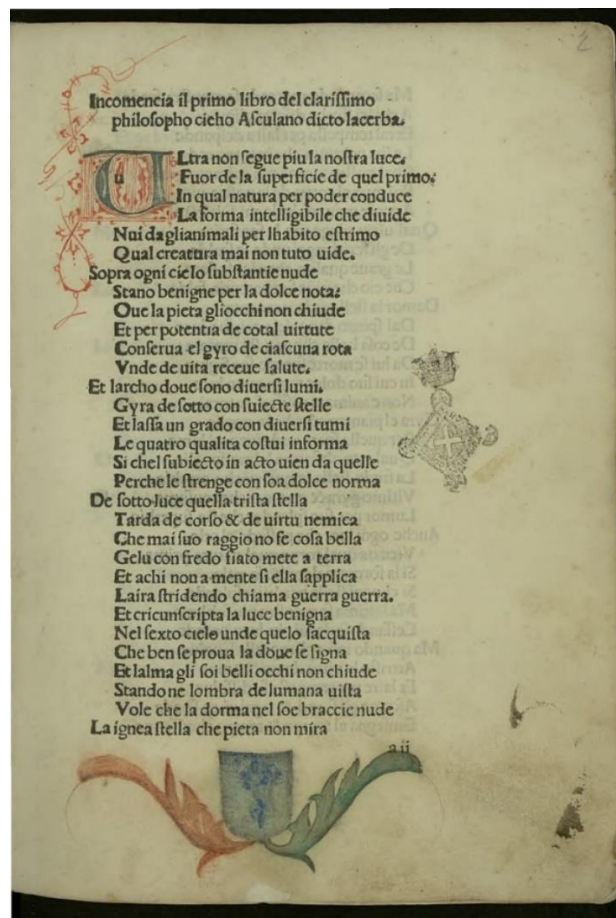 2
Incomencia il primo libro del clariſſimo
philoſopho cicho Aſculano dicto lacerba.
U Ltra non ſegue piu la noſtra luce.
u Fuor de la ſuperficie de quel primo:
In qual natura per poder conduce
La forma intelligibile che diuide
Nui da glianimali per lhabito eſtrimo
Qual creatura mai non tuto uide.
Sopra ogni cielo ſubſtantie nude
Stano benigne per la dolce nota:
Oue la pieta gliocchi non chiude
Et per potentia de cotal uirtute
Conſerua el gyro de ciaſcuna rota
Vnde de uita receue ſalute.
Et larcho doue ſono diuerſi lumi.
Gyra de ſotto con ſuiecte ſtelle
Et laſſa un grado con diuerſi tumi
Le quatro qualita coſtui informa
Si chel ſubiecto in acto uien da quelle
Perche le ſtrenge con ſoa dolce norma
De ſotto luce quella triſta ſtella
Tarda de corſo & de uirtu nemica
Che mai ſuo raggio no ſe coſa bella
Gelu con fredo fiato mete a terra
Et achi non a mente ſi ella ſapplica
Laira ſtridendo chiama guerra guerra.
Et cricunſcripta la luce benigna
Nel ſexto cielo unde quelo ſacquiſta
Che ben ſe proua la doue ſe ſigna
Et lalma gli ſoi belli occhi non chiude
Stando ne lombra de lumana uiſta
Vole che la dorma nel ſoe braccie nude
La ignea ſtella che pieta non mira
a ii